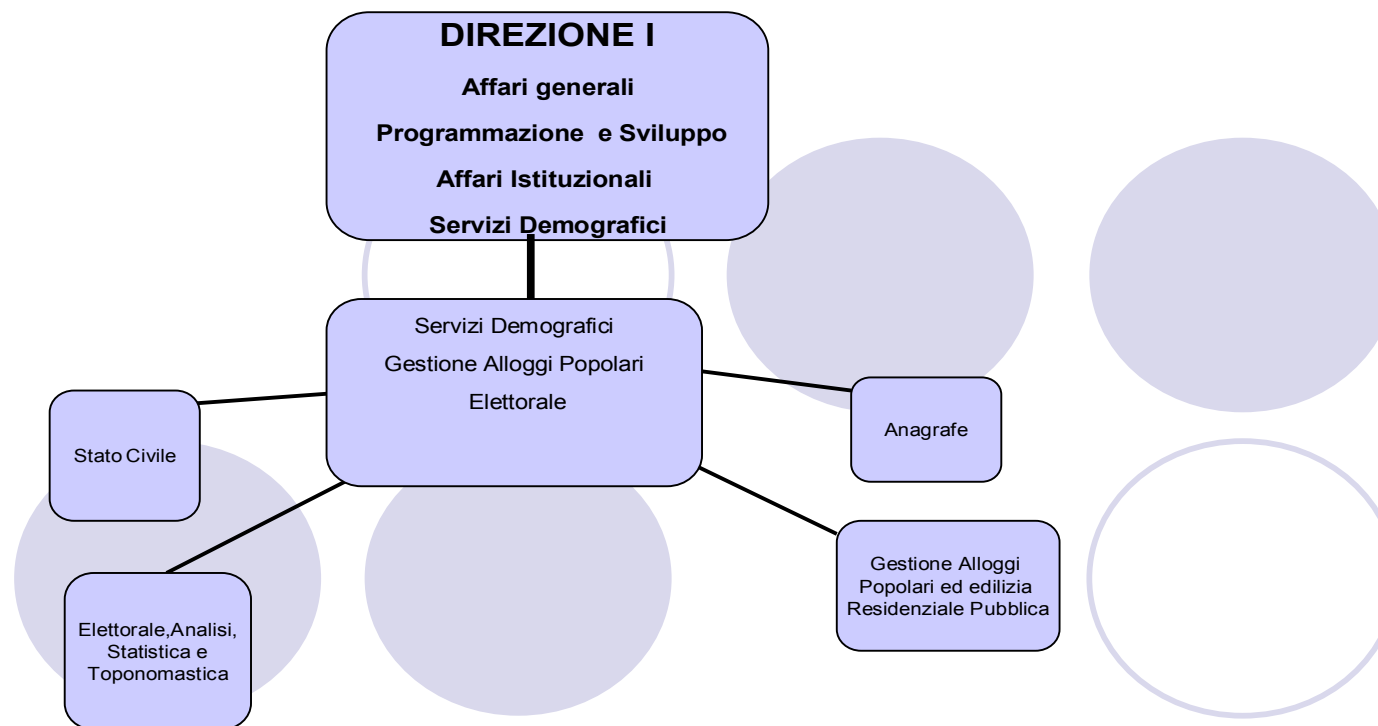 DIREZIONE I
Affari generali
Programmazione e Sviluppo
Affari Istituzionali
Servizi Demografici
Servizi Demografici
Gestione Alloggi Popolari
Elettorale
Stato Civile
Anagrafe
Elettorale,Analisi,
Statistica e
Toponomastica
Gestione Alloggi
Popolari ed edilizia
Residenziale Pubblica